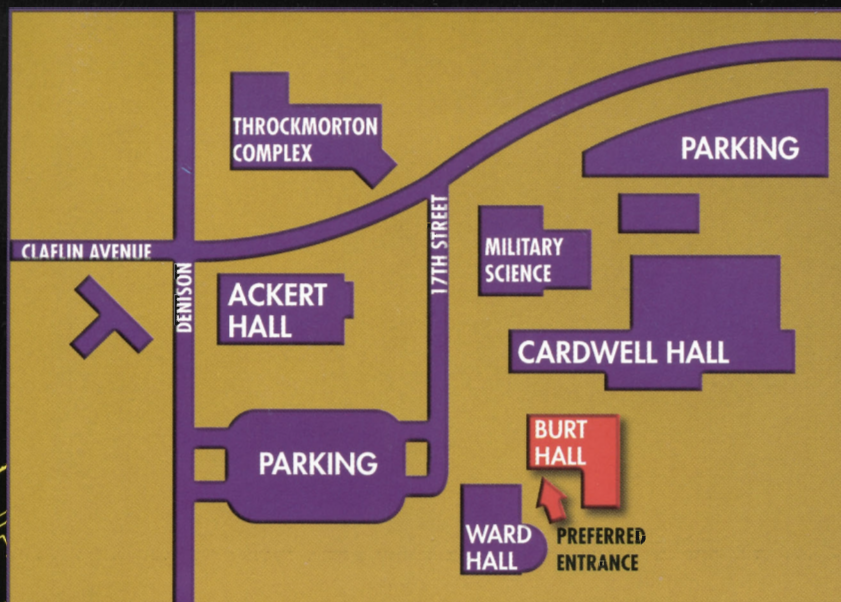 THROCKMORTON
COMPLEX
PARKING
CLAFLIN AVENUE
DENISON
17TH STREET
MILITARY
SCIENCE
ACKERT
HALL
CARDWELL HALL
PARKING
BURT
HALL
WARD
HALL
PREFERRED
ENTRANCE